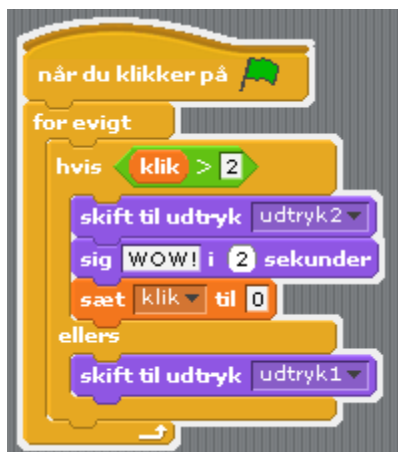 når du klikker på
for evigt
hvis klik > 2
skift til udtryk udtryk2
sig WOW! i 2 sekunder
sæt klik til 0
ellers
skift til udtryk udtryk1